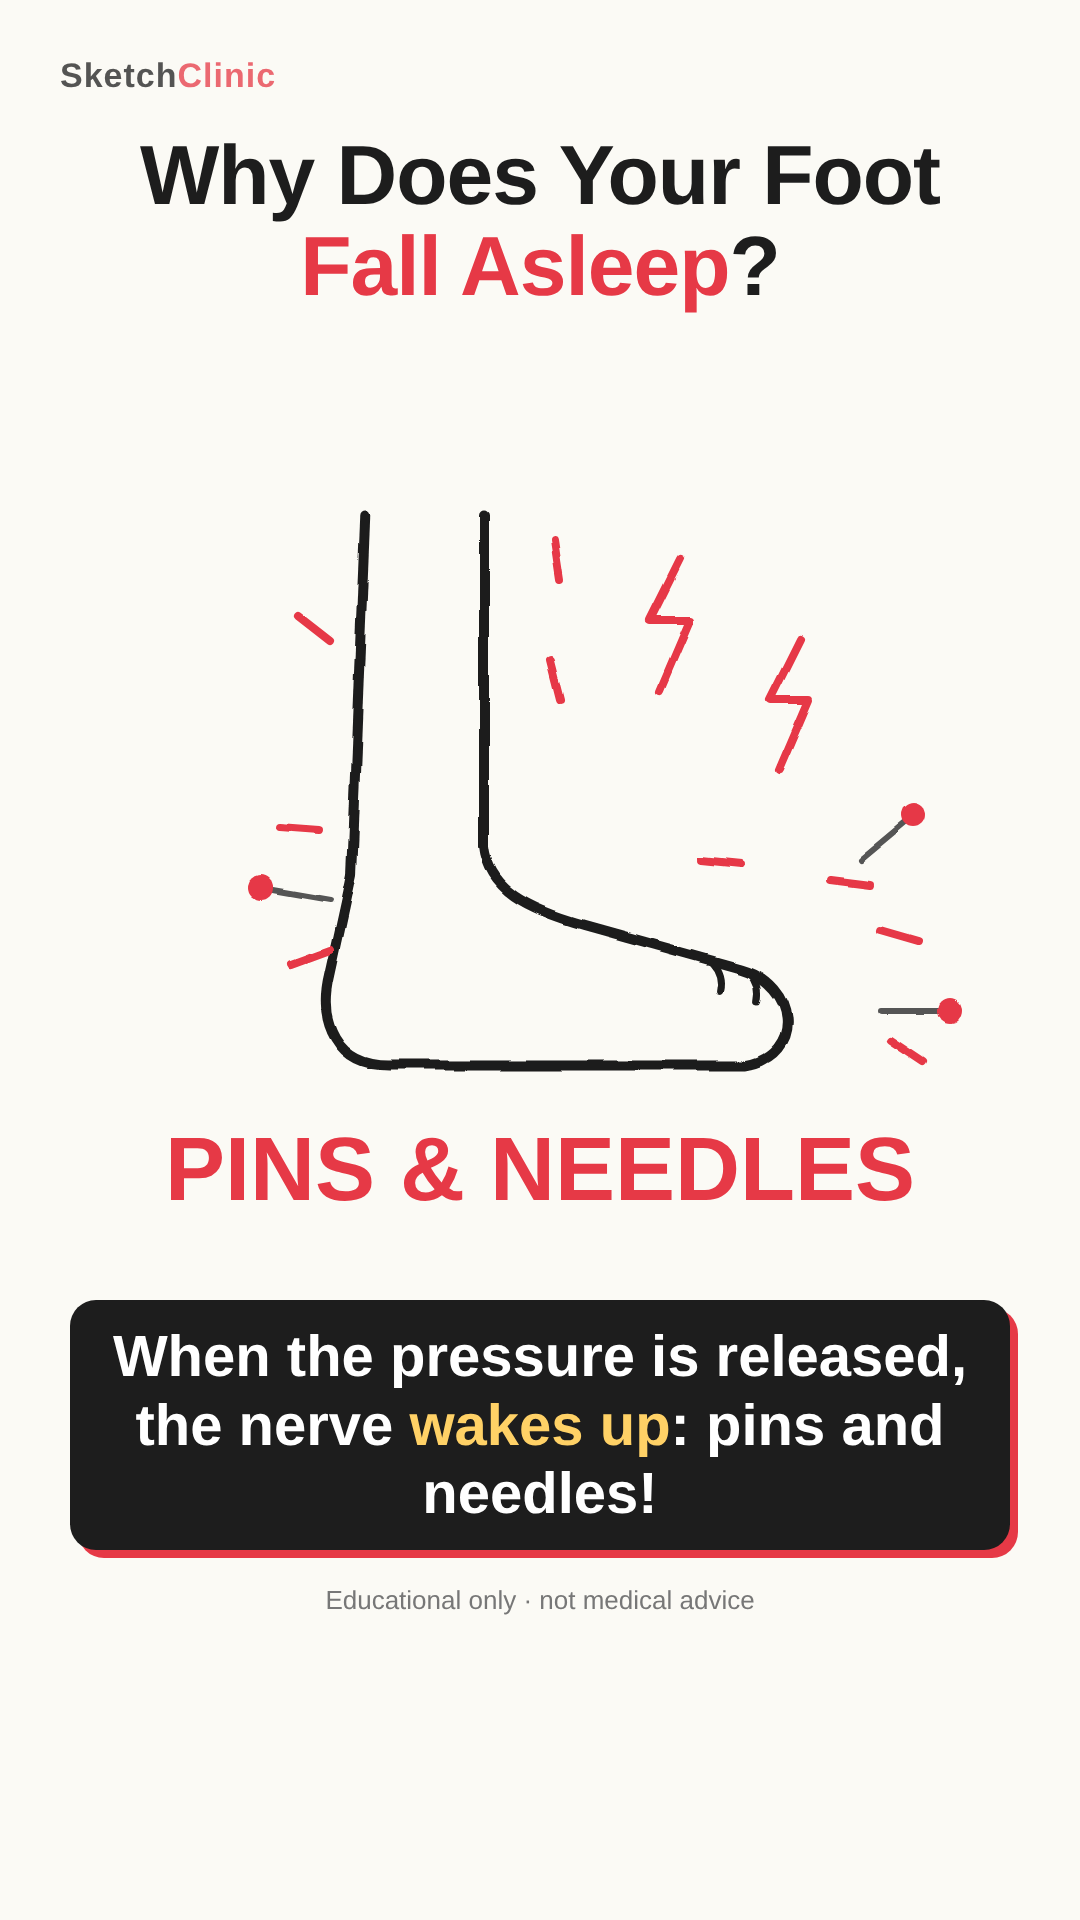 SketchClinic
Why Does Your Foot
Fall Asleep?
PINS & NEEDLES
When the pressure is released,
the nerve wakes up: pins and
needles!
Educational only · not medical advice